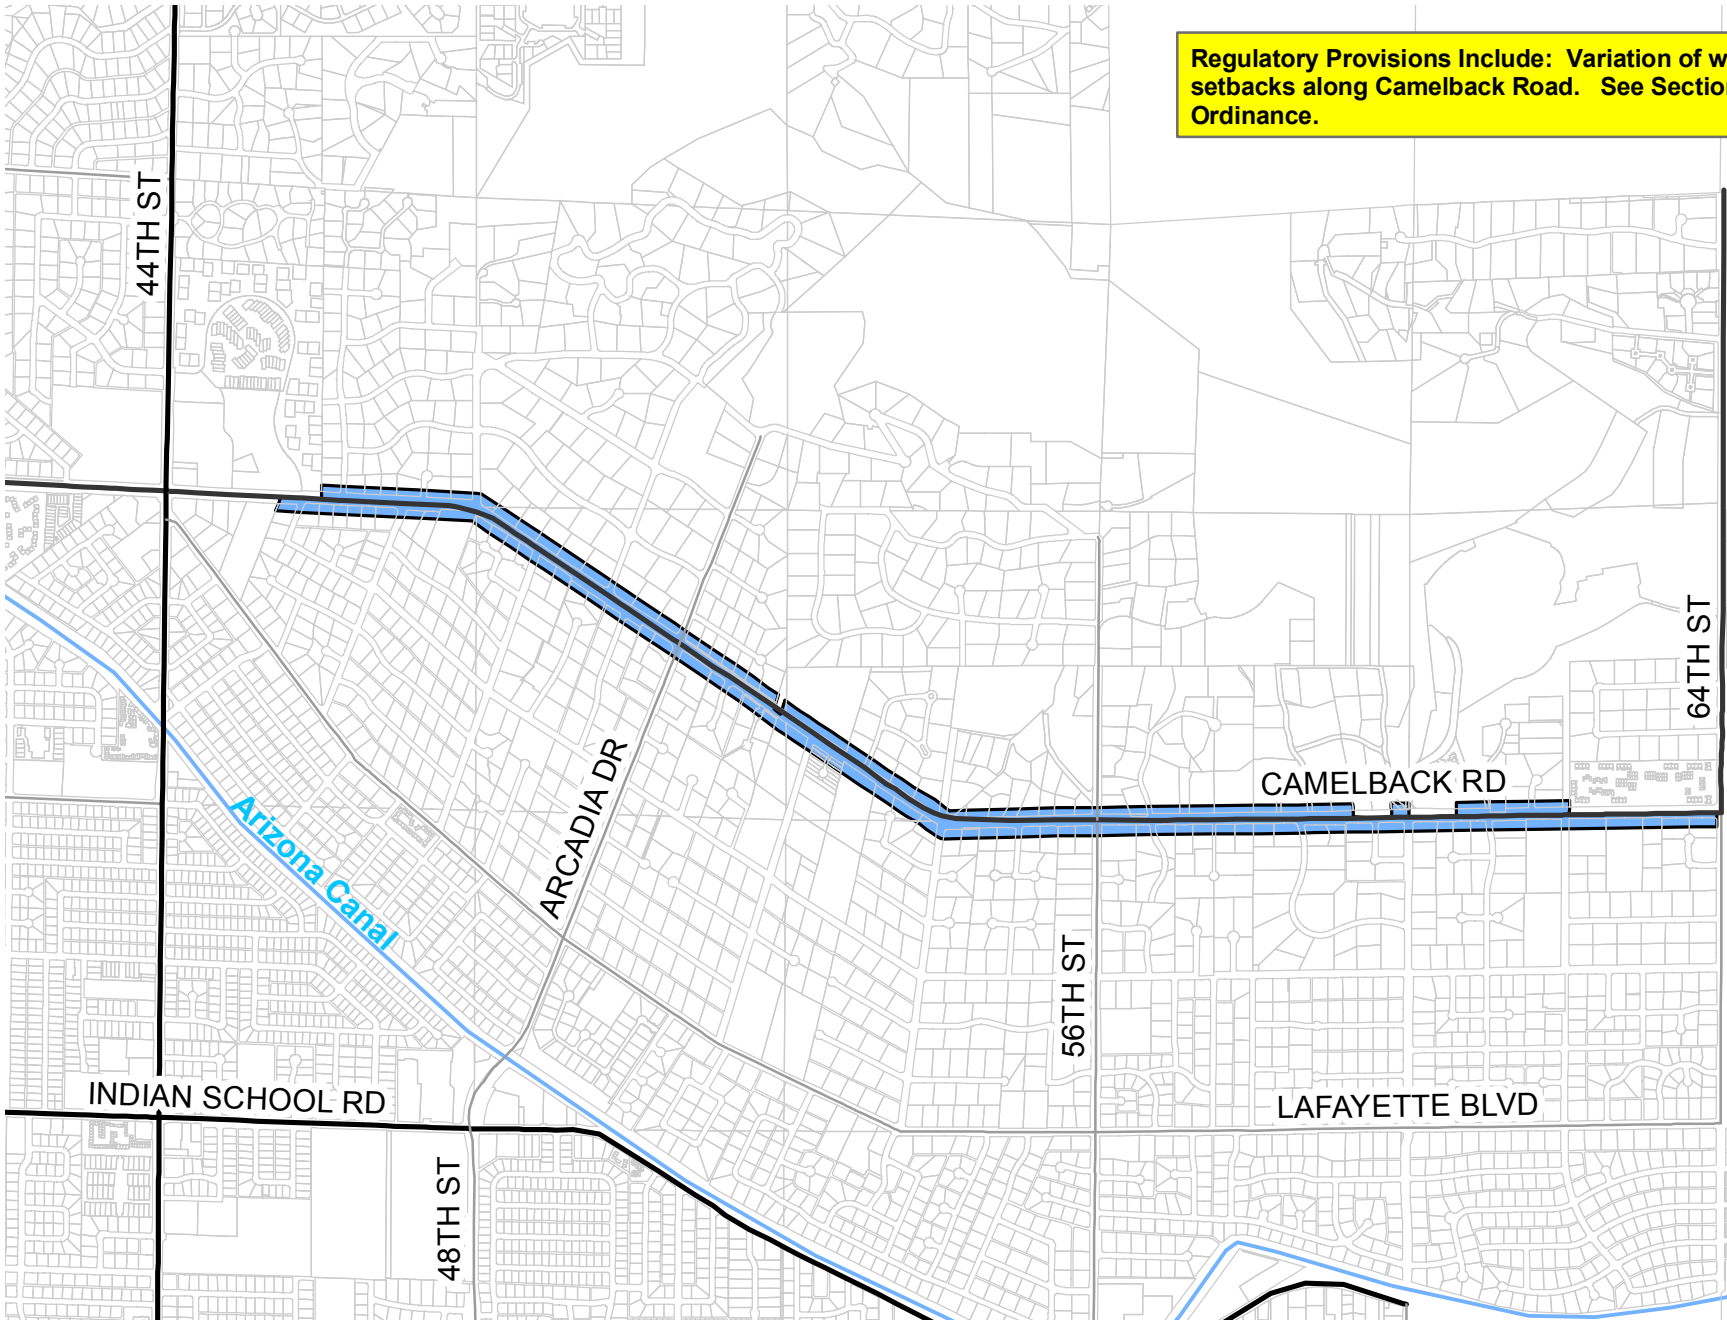 Regulatory Provisions Include: Variation of
setbacks along Camelback Road. See
Ordinance.
44TH ST
64TH ST
CAMELBACK RD
ARCADIA DR
Arizona Canal
56TH ST
INDIAN SCHOOL RD
LAFAYETTE BLVD
48TH ST